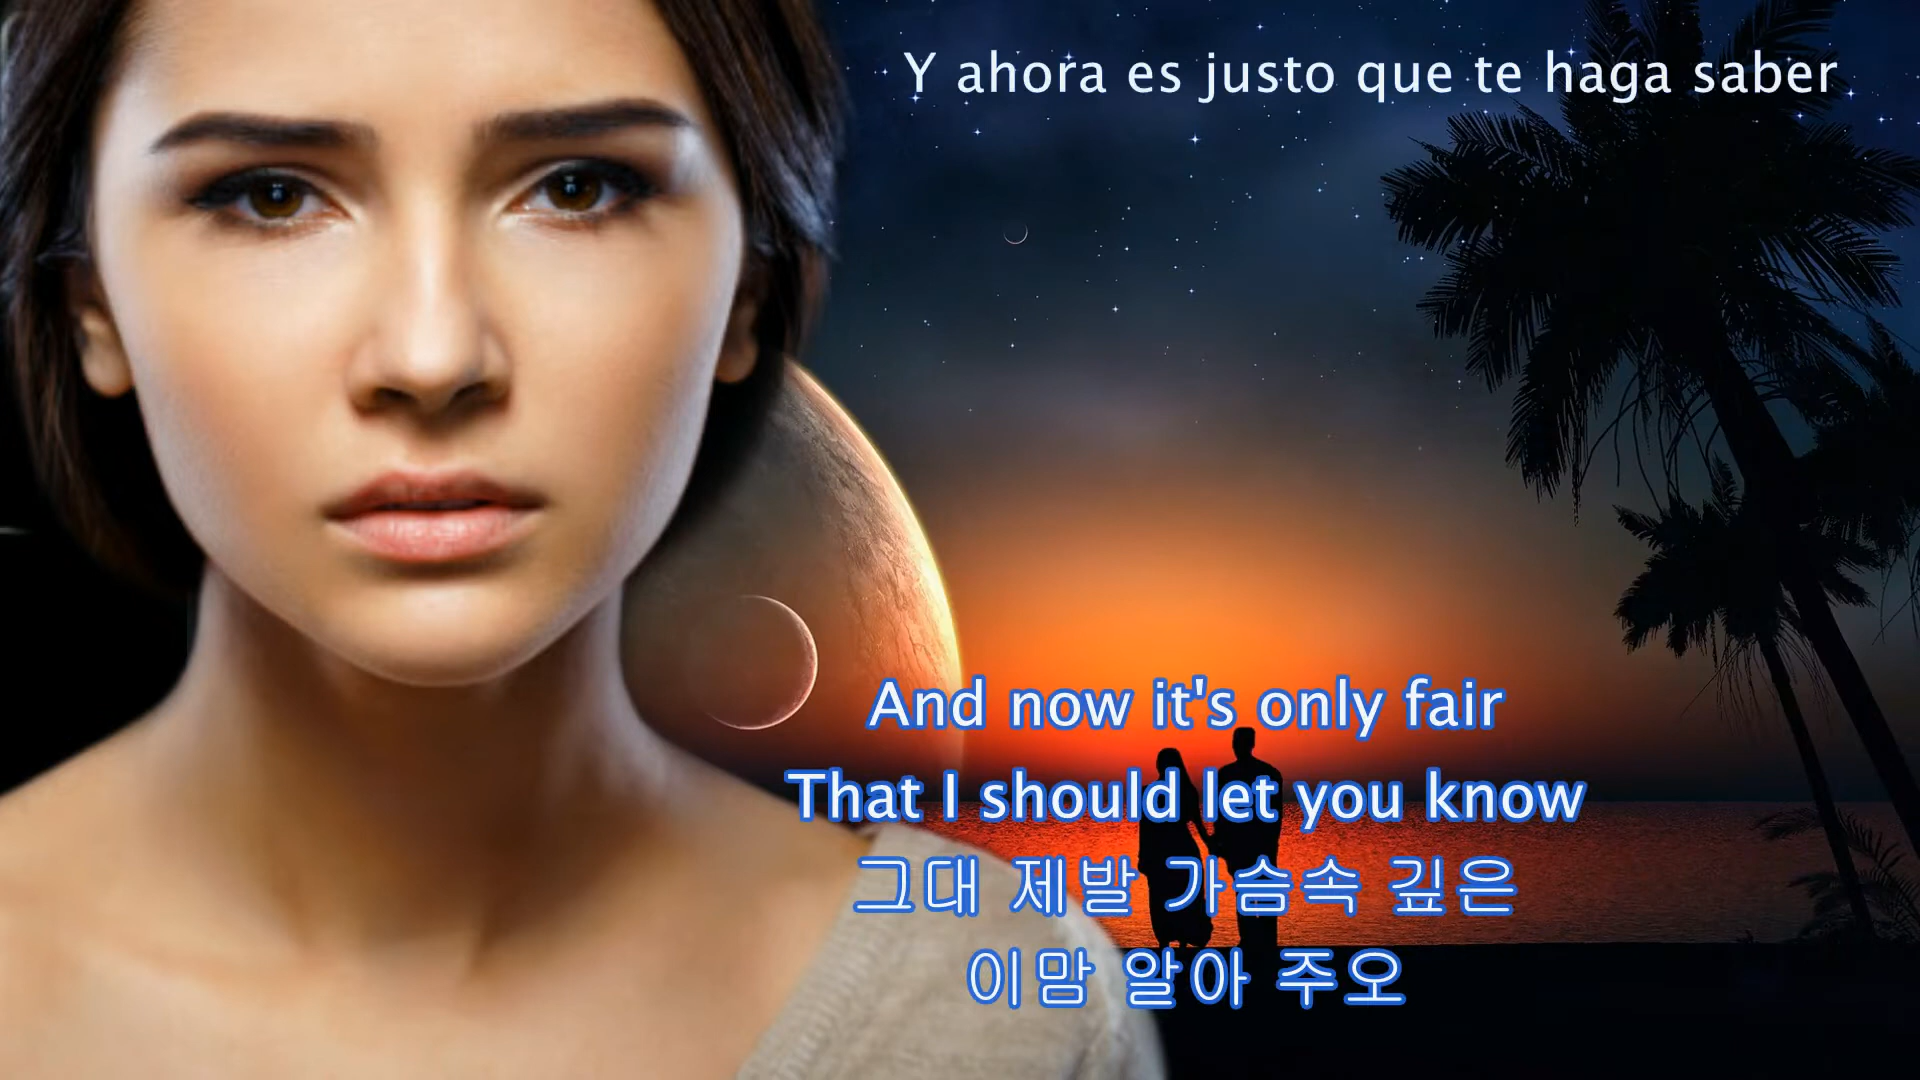 Y ahora es justo que te haga saber
And now it's only fair
That I should let you know
그대 제발 가슴속 깊은
이맘 알아 주오